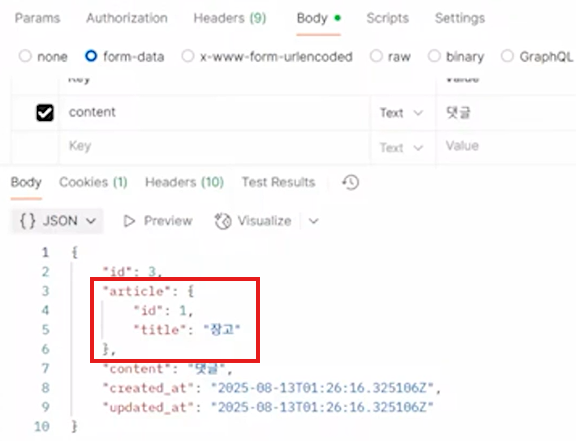 Params Authorization Headers (9) Body Scripts Settings
none form-data x-www-form-urlencoded raw binary GraphQL
Key Value
content Text 댓글
Key Text Value
Body Cookies (1) Headers (10) Test Results
{} JSON Preview Visualize
1 {
2 "id": 3,
3 "article": {
4 "id": 1,
5 "title": "장고"
6 },
7 "content": "댓글",
8 "created_at": "2025-08-13T01:26:16.325106Z",
9 "updated_at": "2025-08-13T01:26:16.325106Z"
10 }